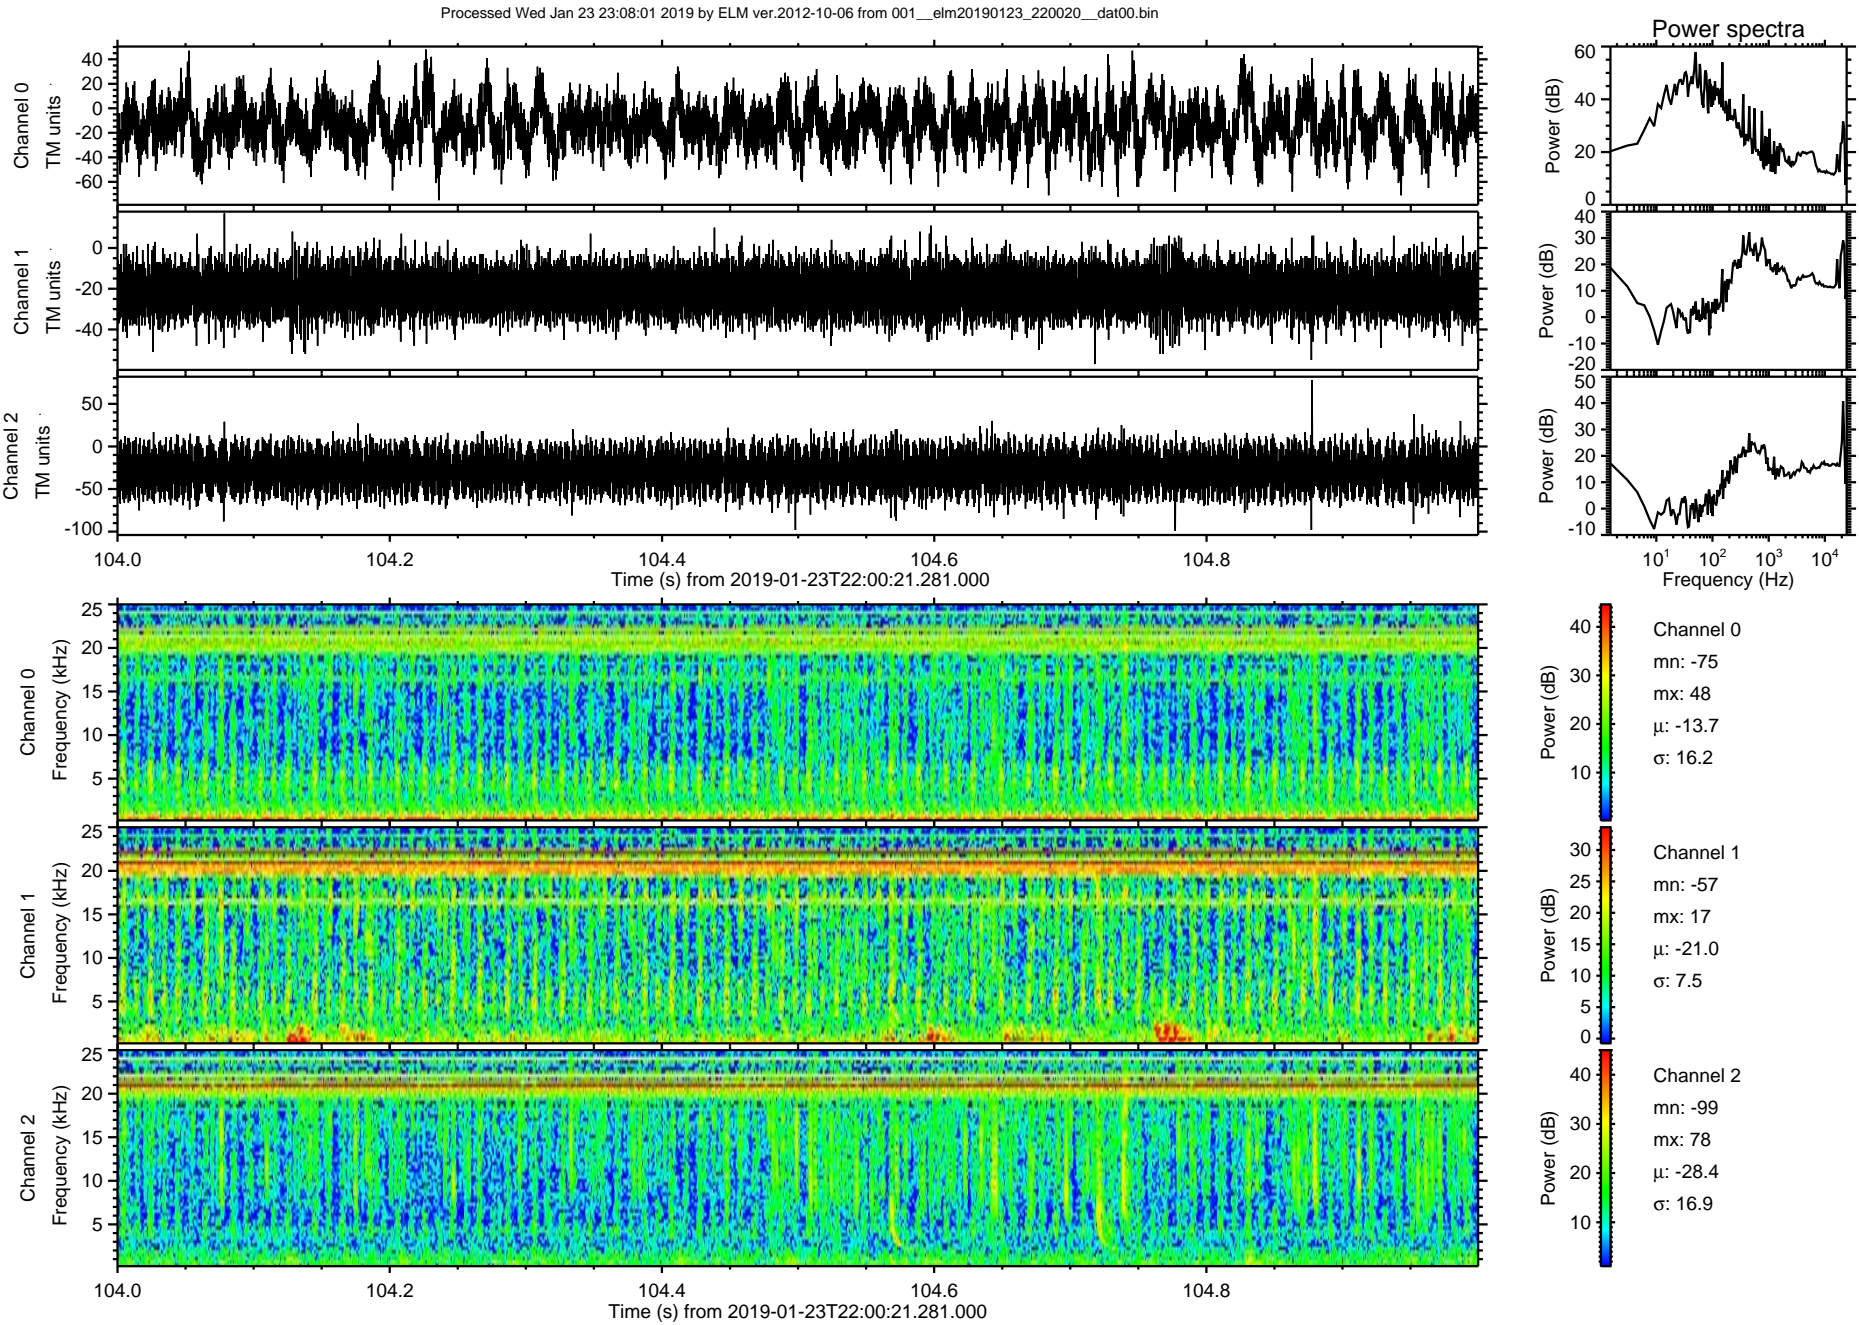 Processed Wed Jan 23 23:08:01 2019 by ELM ver.2012-10-06 from 001__elm20190123_220020__dat00.bin
Power spectra
Channel 0
TM units
40
20
0
-20
-40
-60
Power (dB)
60
40
20
0
Channel 1
TM units
0
-20
-40
Power (dB)
40
30
20
10
0
-10
-20
Channel 2
TM units
50
0
-50
-100
Power (dB)
50
40
30
20
10
0
-10
104.0 104.2 104.4 104.6 104.8
Time (s) from 2019-01-23T22:00:21.281.000
10^1 10^2 10^3 10^4
Frequency (Hz)
Channel 0
Frequency (kHz)
25
20
15
10
5
Power (dB)
40
30
20
10
Channel 0
mn: -75
mx: 48
μ: -13.7
σ: 16.2
Channel 1
Frequency (kHz)
25
20
15
10
5
Power (dB)
30
25
20
15
10
5
0
Channel 1
mn: -57
mx: 17
μ: -21.0
σ: 7.5
Channel 2
Frequency (kHz)
25
20
15
10
5
Power (dB)
40
30
20
10
Channel 2
mn: -99
mx: 78
μ: -28.4
σ: 16.9
104.0 104.2 104.4 104.6 104.8
Time (s) from 2019-01-23T22:00:21.281.000